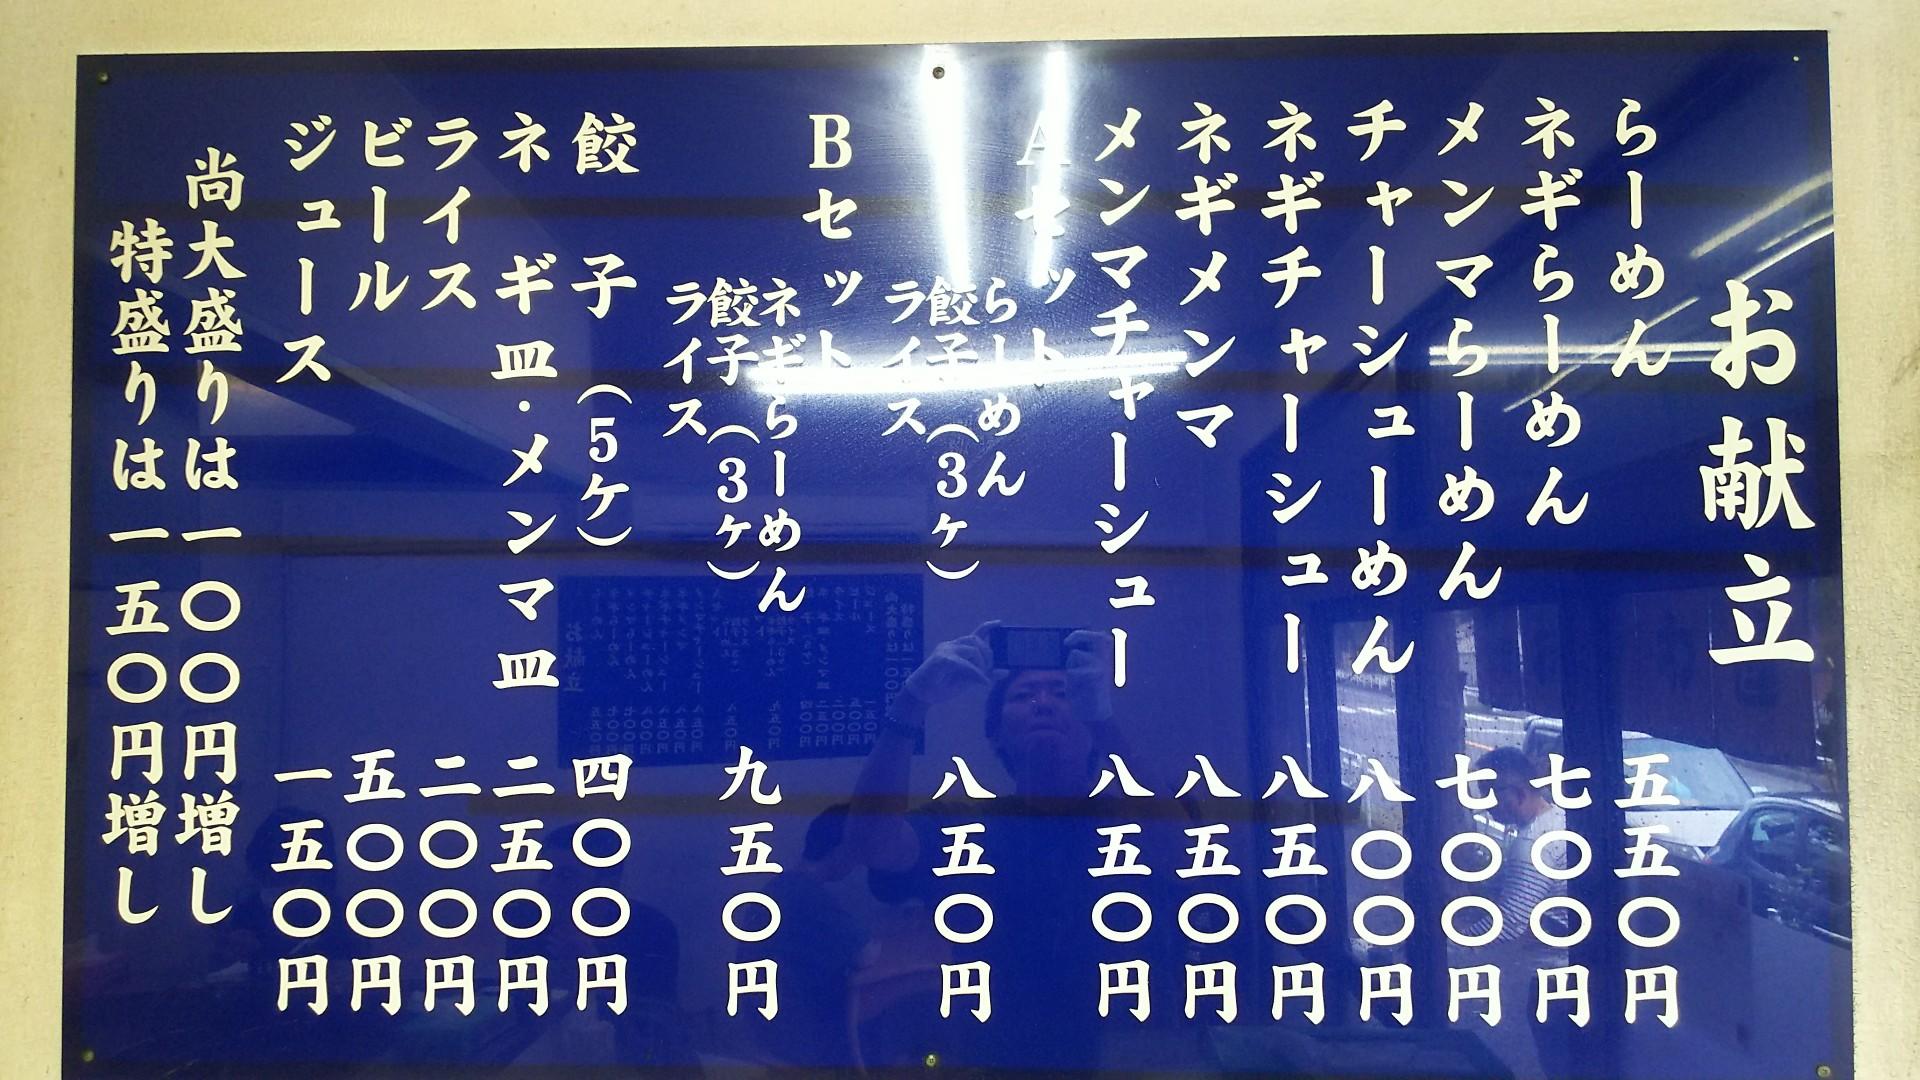 お献立
らーめん 五五〇円
ネギらーめん 七〇〇円
メンマらーめん 七〇〇円
チャーシューめん 八〇〇円
ネギチャーシュー 八五〇円
ネギメンマ 八五〇円
メンマチャーシュー 八五〇円
Aセット
らーめん
餃子(3ヶ)
ライス
八五〇円
Bセット
ネギらーめん
餃子(3ヶ)
ライス
九五〇円
餃子(5ケ) 四〇〇円
ネギ皿・メンマ皿 二五〇円
ライス 二〇〇円
ビール 五〇〇円
ジュース 一五〇円
尚大盛りは一〇〇円増し
特盛りは一五〇円増し